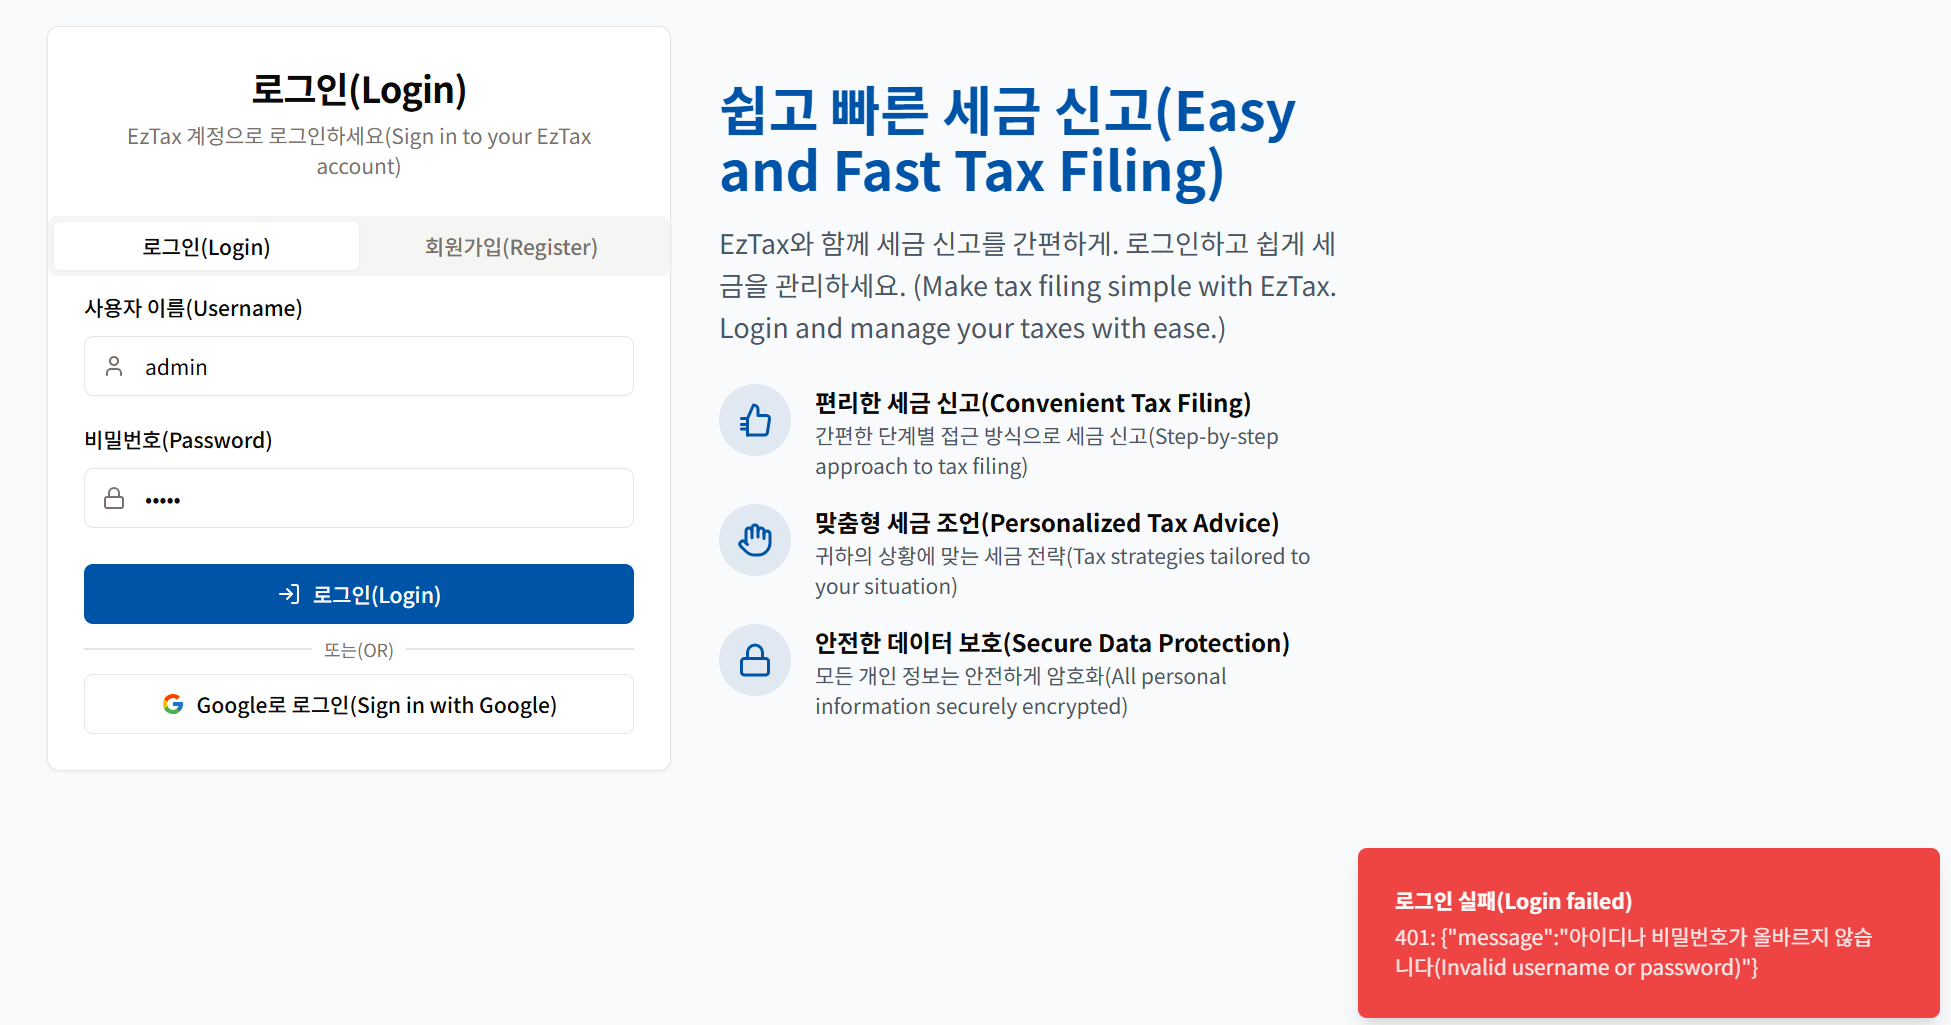 로그인(Login)
EzTax 계정으로 로그인하세요(Sign in to your EzTax
account)
로그인(Login)
회원가입(Register)
사용자 이름(Username)
admin
비밀번호(Password)
•••••
로그인(Login)
또는(OR)
Google로 로그인(Sign in with Google)
쉽고 빠른 세금 신고(Easy
and Fast Tax Filing)
EzTax와 함께 세금 신고를 간편하게. 로그인하고 쉽게 세
금을 관리하세요. (Make tax filing simple with EzTax.
Login and manage your taxes with ease.)
편리한 세금 신고(Convenient Tax Filing)
간편한 단계별 접근 방식으로 세금 신고(Step-by-step
approach to tax filing)
맞춤형 세금 조언(Personalized Tax Advice)
귀하의 상황에 맞는 세금 전략(Tax strategies tailored to
your situation)
안전한 데이터 보호(Secure Data Protection)
모든 개인 정보는 안전하게 암호화(All personal
information securely encrypted)
로그인 실패(Login failed)
401: {"message":"아이디나 비밀번호가 올바르지 않습
니다(Invalid username or password)"}